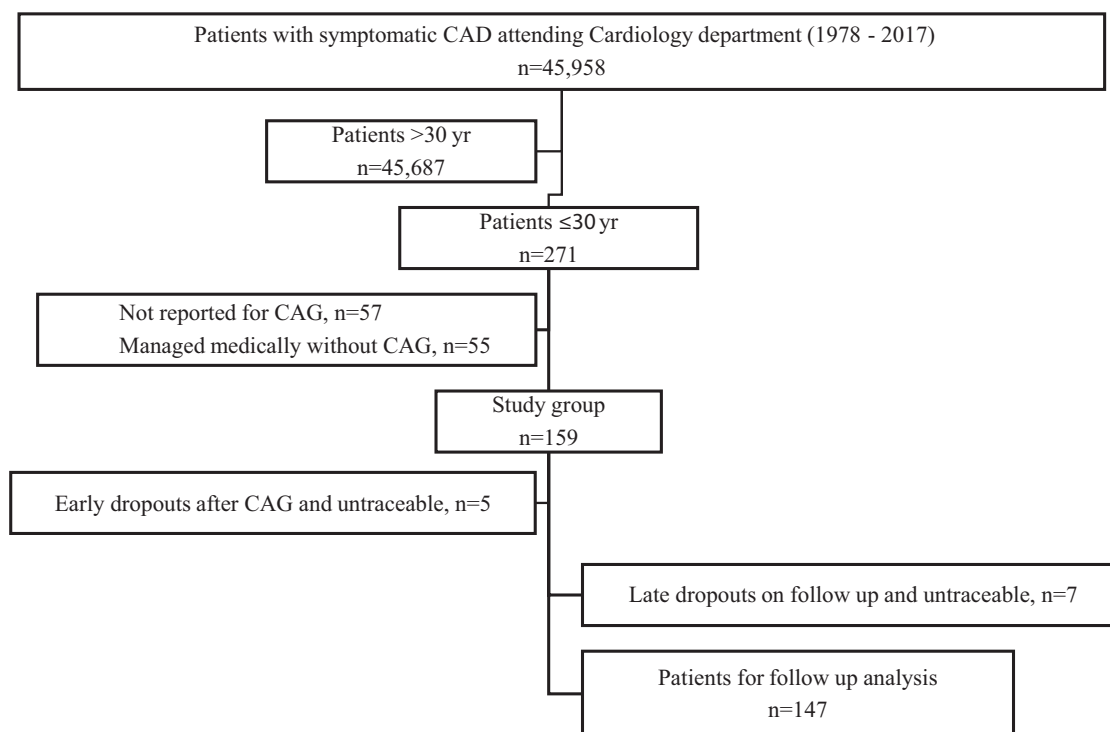 Patients with symptomatic CAD attending Cardiology department (1978 - 2017)
n=45,958
Patients >30 yr
n=45,687
Patients ≤30 yr
n=271
Not reported for CAG, n=57
Managed medically without CAG, n=55
Study group
n=159
Early dropouts after CAG and untraceable, n=5
Late dropouts on follow up and untraceable, n=7
Patients for follow up analysis
n=147